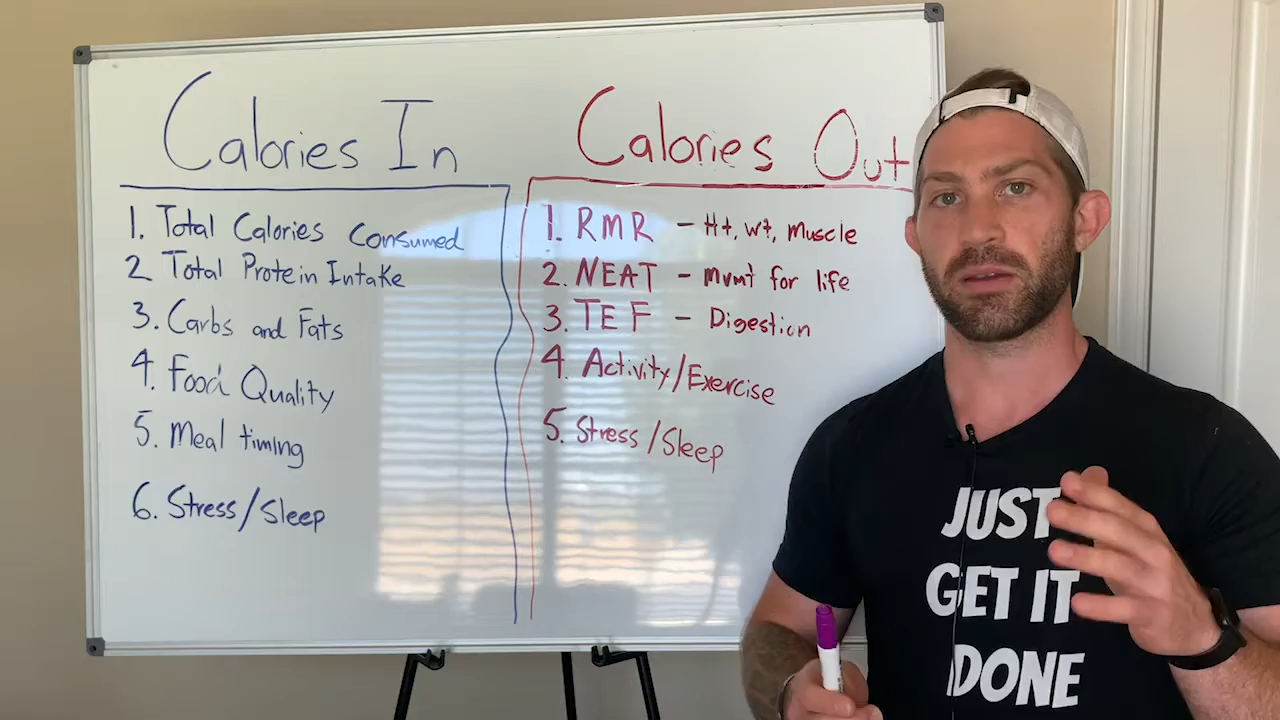 Calories In
1. Total Calories Consumed
2 Total Protein Intake
3. Carbs and Fats
4. Food Quality
5. Meal timing
6. Stress/Sleep
Calories Out
1. RMR - Ht, wt, Muscle
2. NEAT - mvmt for life
3. TEF - Digestion
4. Activity/Exercise
5. Stress/Sleep
JUST
GET IT
DONE